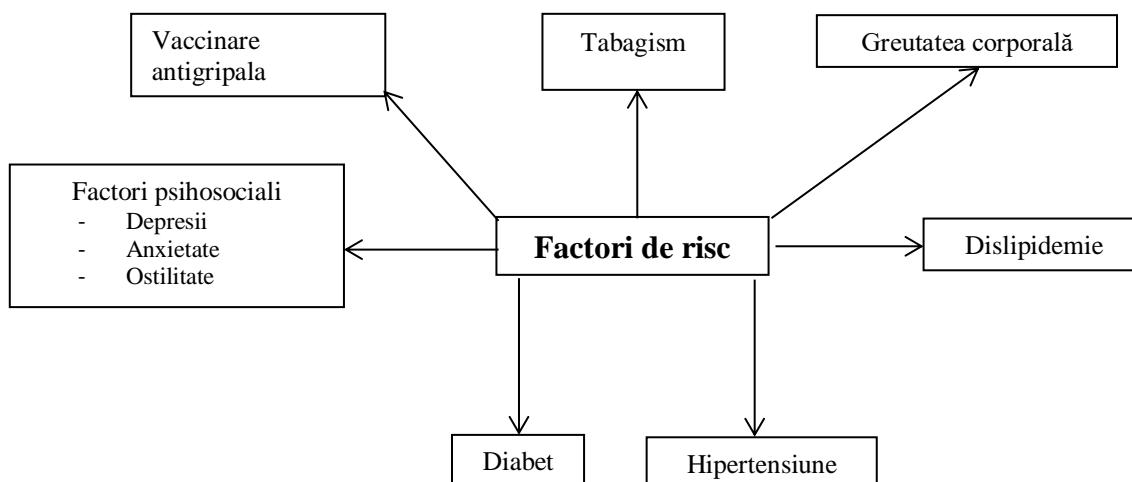 Vaccinare
antigripala
Tabagism
Greutatea corporală
Factori psihosociali
- Depresii
- Anxietate
- Ostilitate
Factori de risc
Dislipidemie
Diabet
Hipertensiune